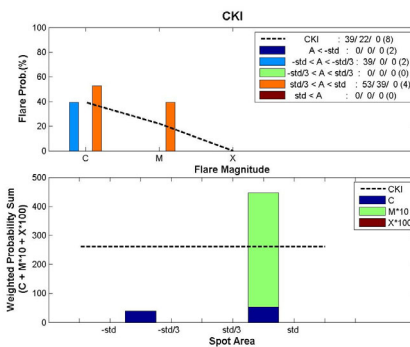 CKI
100
80
60
40
20
0
Flare Prob.(%)
CKI : 39/ 22/ 0 (8)
A < -std : 0/ 0/ 0 (2)
-std < A < -std/3 : 39/ 0/ 0 (2)
-std/3 < A < std/3 : 0/ 0/ 0 (0)
std/3 < A < std : 53/ 39/ 0 (4)
std < A : 0/ 0/ 0 (0)
C M X
Flare Magnitude
500
400
300
200
100
0
Weighted Probability Sum
(C + M*10 + X*100)
CKI
C
M*10
X*100
-std -std/3 std/3 std
Spot Area